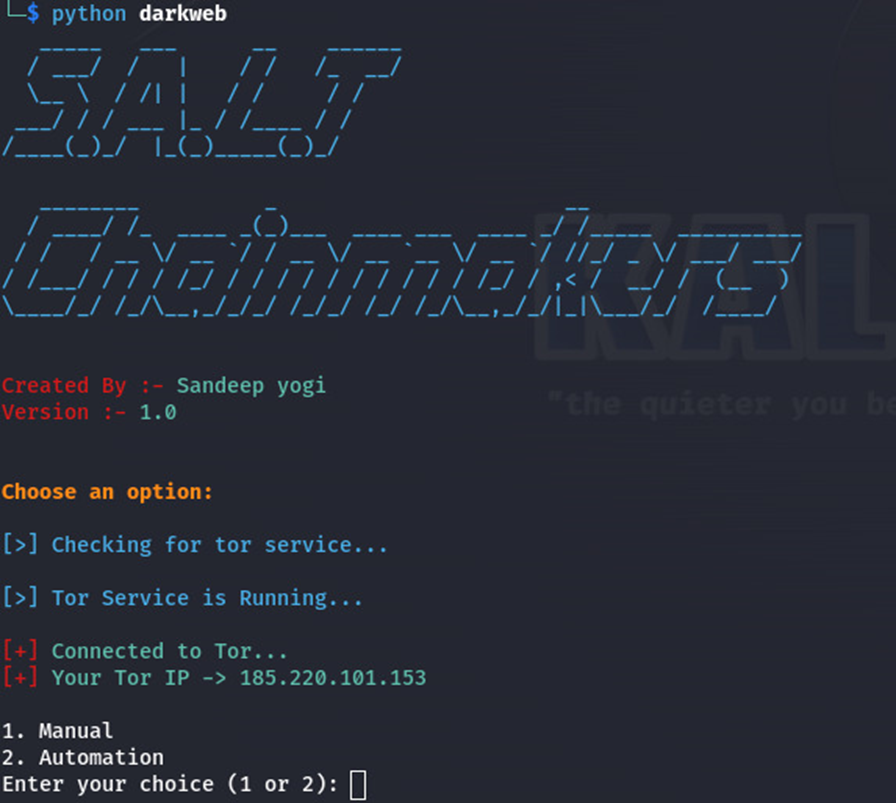 └─$ python darkweb
S.A.L.T
Chainmakers
KAL
"the quieter you be
Created By :- Sandeep yogi
Version :- 1.0
Choose an option:
[>] Checking for tor service...
[>] Tor Service is Running...
[+] Connected to Tor...
[+] Your Tor IP -> 185.220.101.153
1. Manual
2. Automation
Enter your choice (1 or 2):